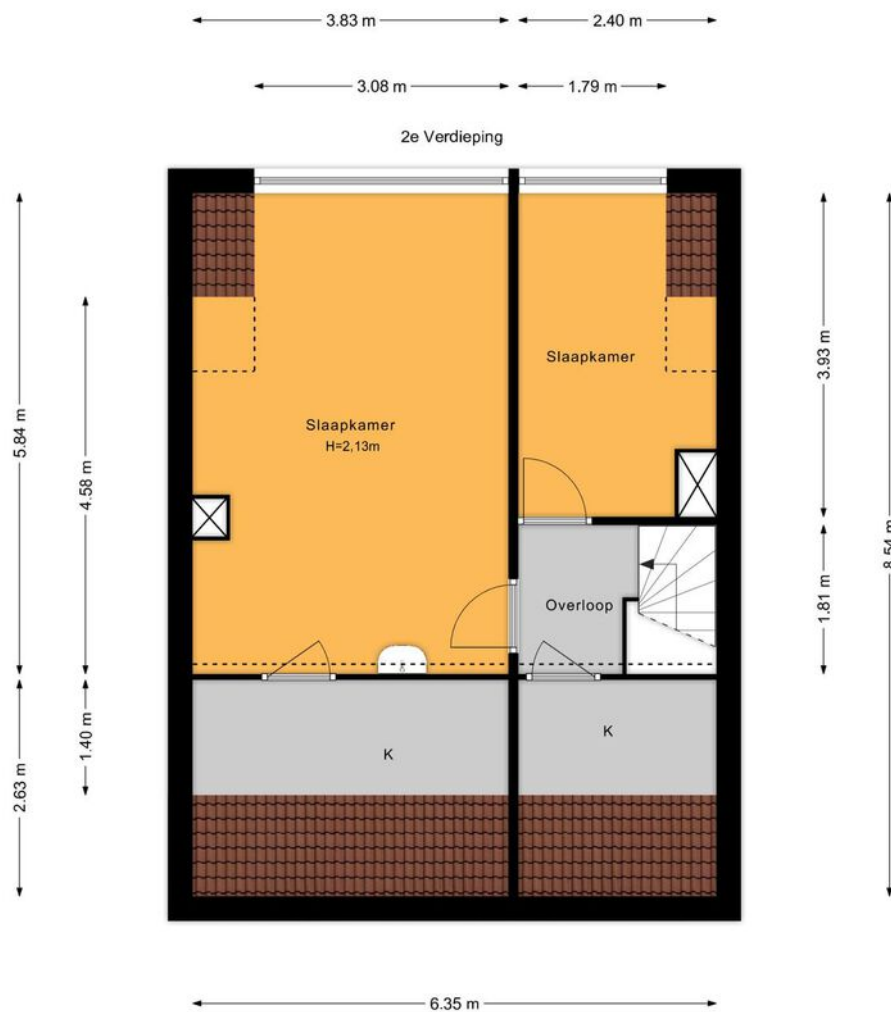 3.83 m
2.40 m
3.08 m
1.79 m
2e Verdieping
Slaapkamer
Slaapkamer
H=2,13m
Overloop
K
K
5.84 m
4.58 m
1.40 m
2.63 m
3.93 m
1.81 m
8.54 m
6.35 m